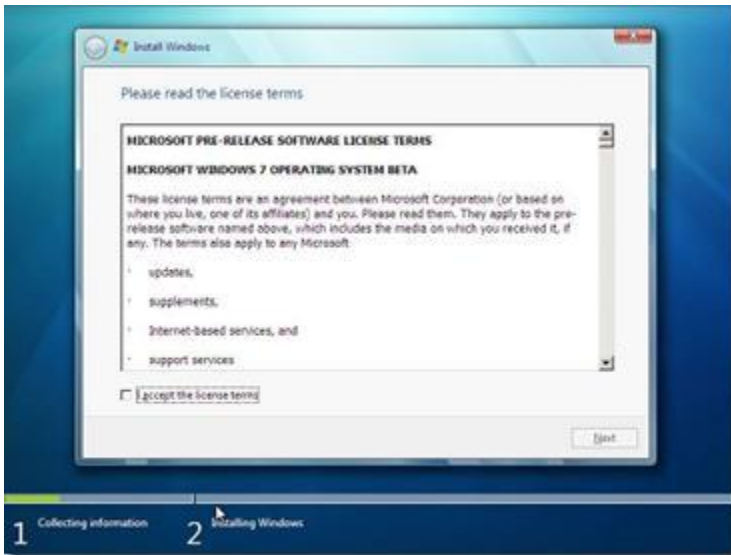 Install Windows
Please read the license terms
MICROSOFT PRE-RELEASE SOFTWARE LICENSE TERMS
MICROSOFT WINDOWS 7 OPERATING SYSTEM BETA
These license terms are an agreement between Microsoft Corporation (or based on
where you live, one of its affiliates) and you. Please read them. They apply to the pre-
release software named above, which includes the media on which you received it, if
any. The terms also apply to any Microsoft
· updates,
· supplements,
· Internet-based services, and
· support services
I accept the license terms
Next
1 Collecting information
2 Installing Windows